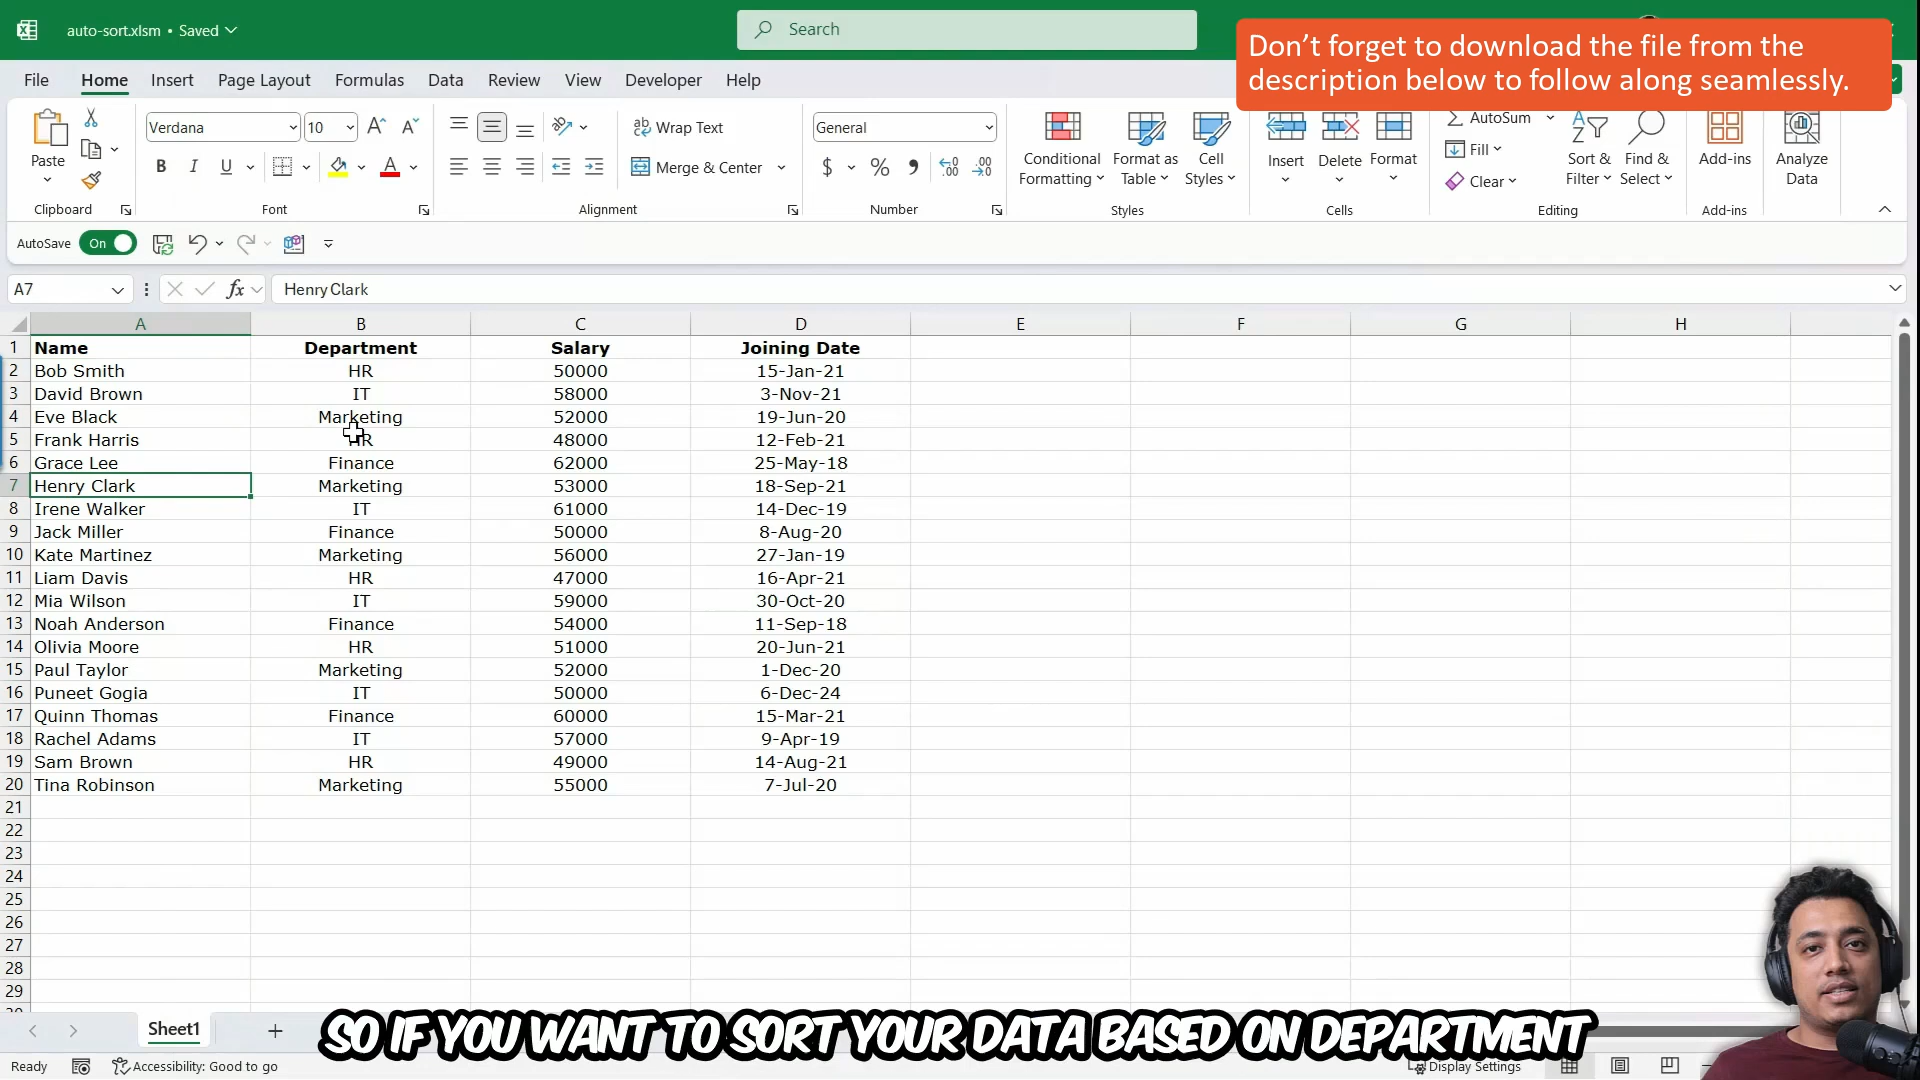 auto-sort.xlsm • Saved
Search
Don’t forget to download the file from the
description below to follow along seamlessly.
File Home Insert Page Layout Formulas Data Review View Developer Help
Paste
Clipboard
Verdana 10
B I U A
Font
Wrap Text
Merge & Center
Alignment
General
$ %
Number
Conditional
Formatting
Format as
Table
Cell
Styles
Styles
Insert
Delete
Format
Cells
AutoSum
Fill
Clear
Sort &
Filter
Find &
Select
Editing
Add-ins
Add-ins
Analyze
Data
AutoSave On
A7 fx Henry Clark
A B C D E F G H
1 Name Department Salary Joining Date
2 Bob Smith HR 50000 15-Jan-21
3 David Brown IT 58000 3-Nov-21
4 Eve Black Marketing 52000 19-Jun-20
5 Frank Harris HR 48000 12-Feb-21
6 Grace Lee Finance 62000 25-May-18
7 Henry Clark Marketing 53000 18-Sep-21
8 Irene Walker IT 61000 14-Dec-19
9 Jack Miller Finance 50000 8-Aug-20
10 Kate Martinez Marketing 56000 27-Jan-19
11 Liam Davis HR 47000 16-Apr-21
12 Mia Wilson IT 59000 30-Oct-20
13 Noah Anderson Finance 54000 11-Sep-18
14 Olivia Moore HR 51000 20-Jun-21
15 Paul Taylor Marketing 52000 1-Dec-20
16 Puneet Gogia IT 50000 6-Dec-24
17 Quinn Thomas Finance 60000 15-Mar-21
18 Rachel Adams IT 57000 9-Apr-19
19 Sam Brown HR 49000 14-Aug-21
20 Tina Robinson Marketing 55000 7-Jul-20
21
22
23
24
25
26
27
28
29
Sheet1
SO IF YOU WANT TO SORT YOUR DATA BASED ON DEPARTMENT
Ready Accessibility: Good to go Display Settings